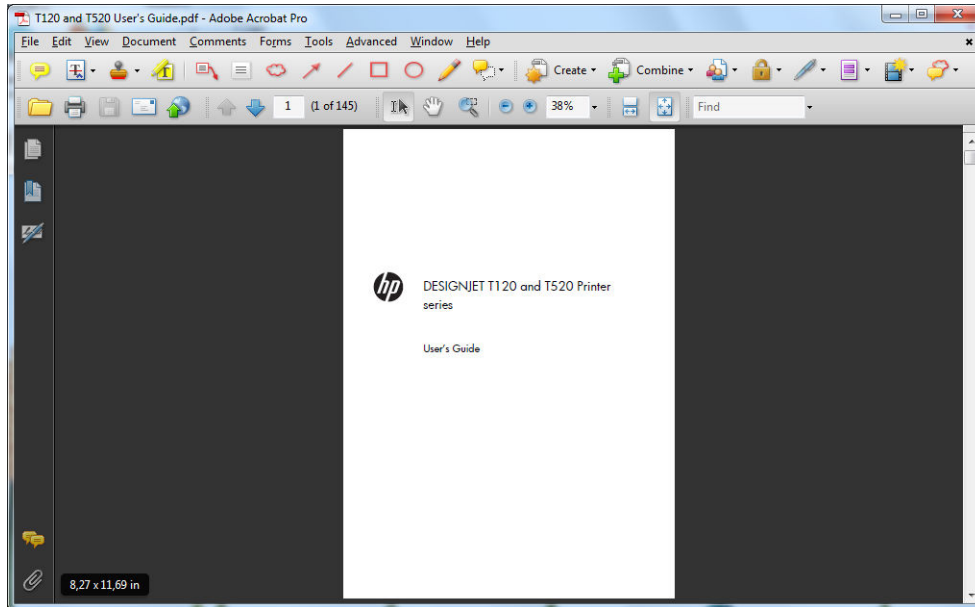 T120 and T520 User's Guide.pdf - Adobe Acrobat Pro
File Edit View Document Comments Forms Tools Advanced Window Help
Create Combine
1 (1 of 145) 38% Find
hp
DESIGNJET T120 and T520 Printer
series
User's Guide
8,27 x 11,69 in